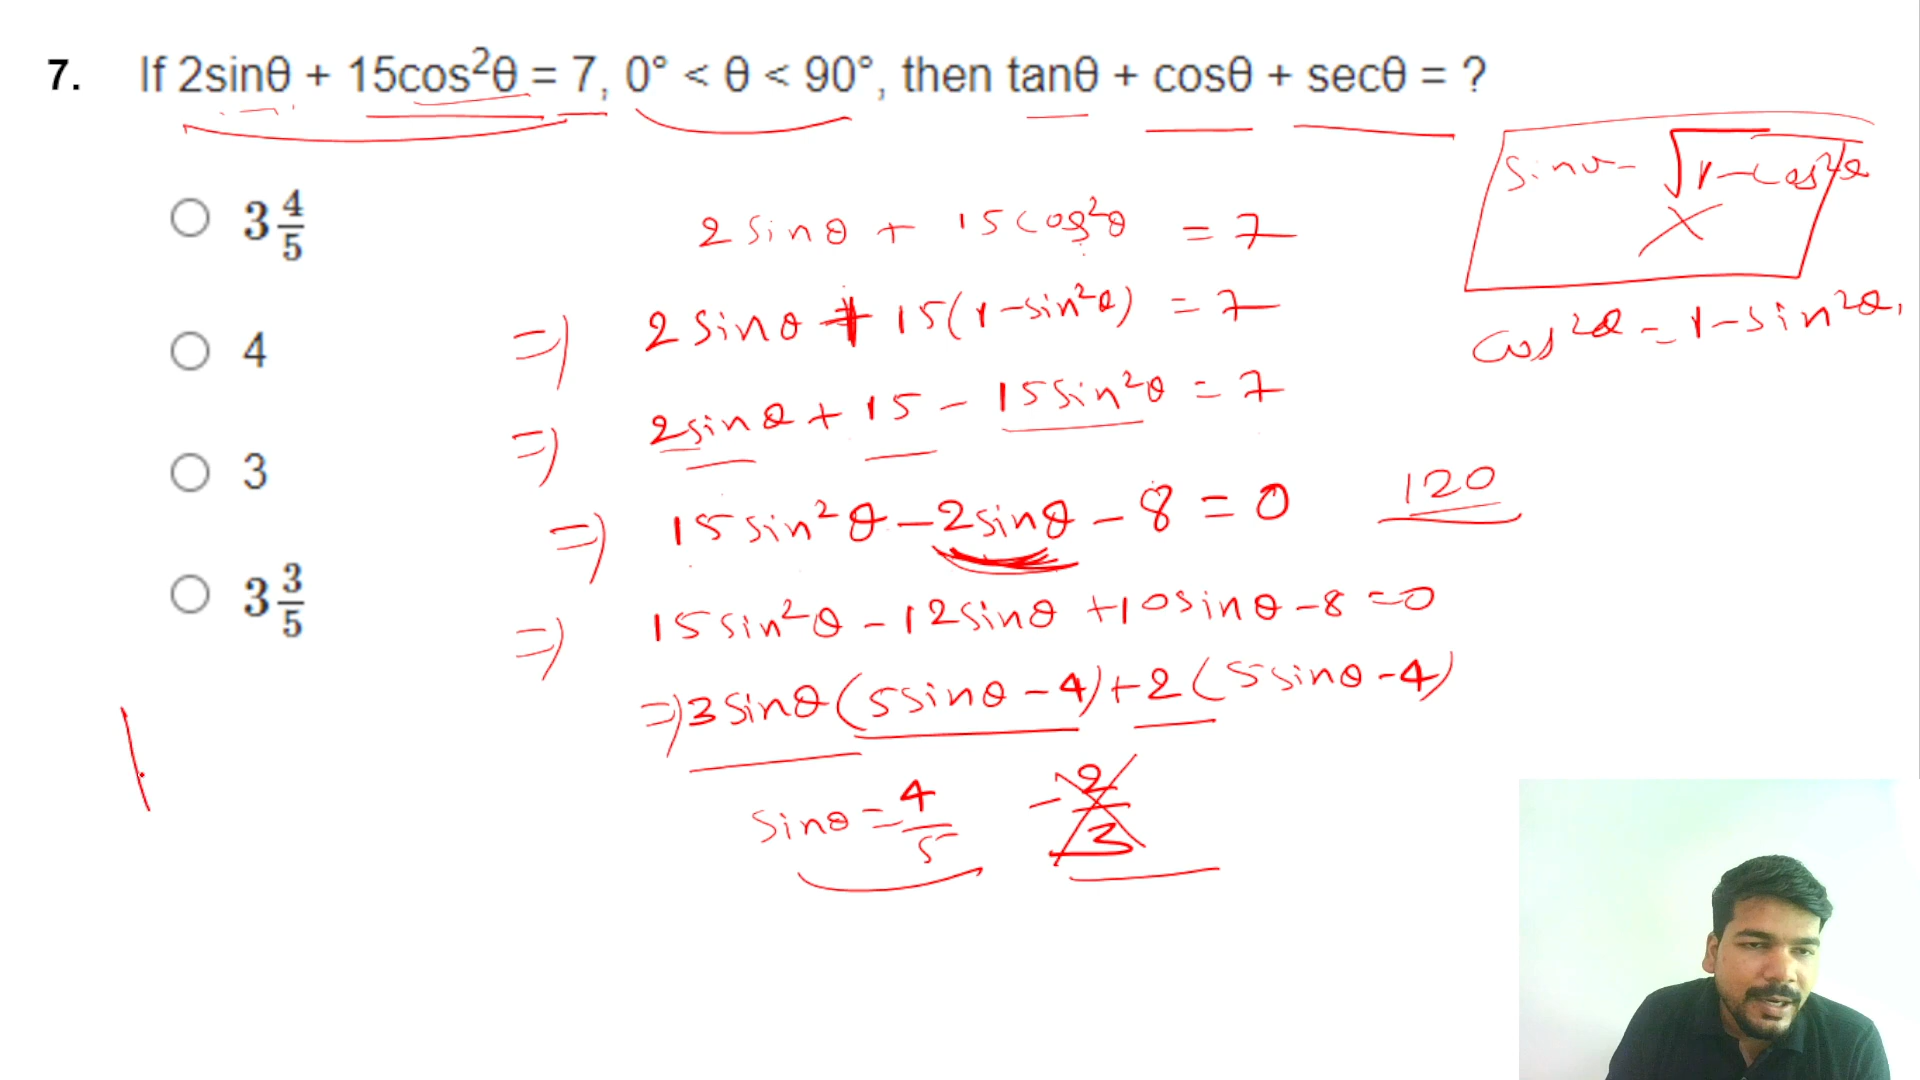 7. If 2sinθ + 15cos²θ = 7, 0° < θ < 90°, then tanθ + cosθ + secθ = ?
3 4/5
4
3
3 3/5
sinθ = √1-cos²θ
cos²θ = 1-sin²θ,
2sinθ + 15cos²θ = 7
⇒ 2sinθ + 15(1-sin²θ) = 7
⇒ 2sinθ + 15 - 15sin²θ = 7
⇒ 15sin²θ - 2sinθ - 8 = 0
120
⇒ 15sin²θ - 12sinθ + 10sinθ - 8 = 0
⇒ 3sinθ(5sinθ - 4) + 2(5sinθ - 4)
sinθ = 4/5 -2/3